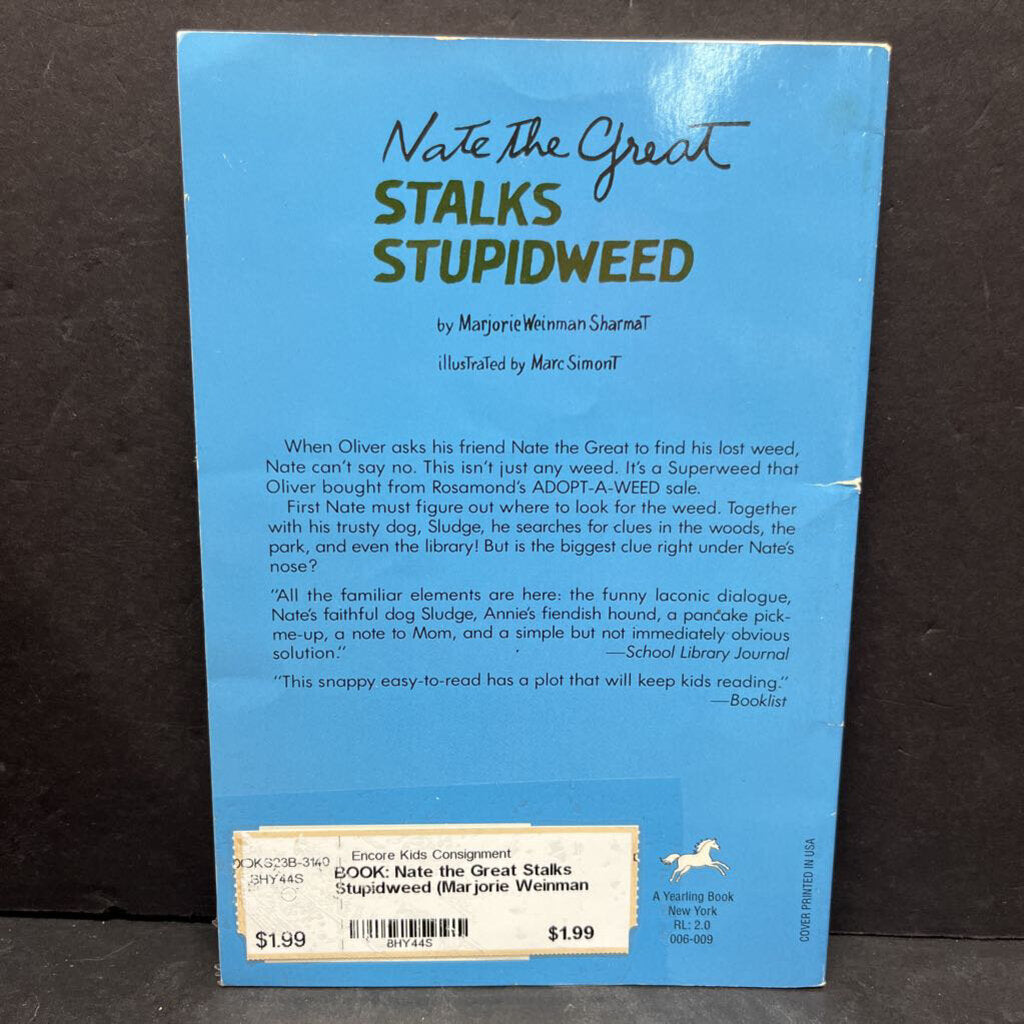 Nate the Great
STALKS
STUPIDWEED
by Marjorie Weinman Sharmat
illustrated by Marc Simont
When Oliver asks his friend Nate the Great to find his lost weed,
Nate can't say no. This isn't just any weed. It's a Superweed that
Oliver bought from Rosamond's ADOPT-A-WEED sale.
First Nate must figure out where to look for the weed. Together
with his trusty dog, Sludge, he searches for clues in the woods, the
park, and even the library! But is the biggest clue right under Nate's
nose?
"All the familiar elements are here: the funny laconic dialogue,
Nate's faithful dog Sludge, Annie's fiendish hound, a pancake pick-
me-up, a note to Mom, and a simple but not immediately obvious
solution." —School Library Journal
"This snappy easy-to-read has a plot that will keep kids reading."
—Booklist
OOKS23B-3140
8HY44S
$1.99
Encore Kids Consignment
BOOK: Nate the Great Stalks
Stupidweed (Marjorie Weinman
8HY44S
$1.99
A Yearling Book
New York
RL: 2.0
006-009
COVER PRINTED IN USA